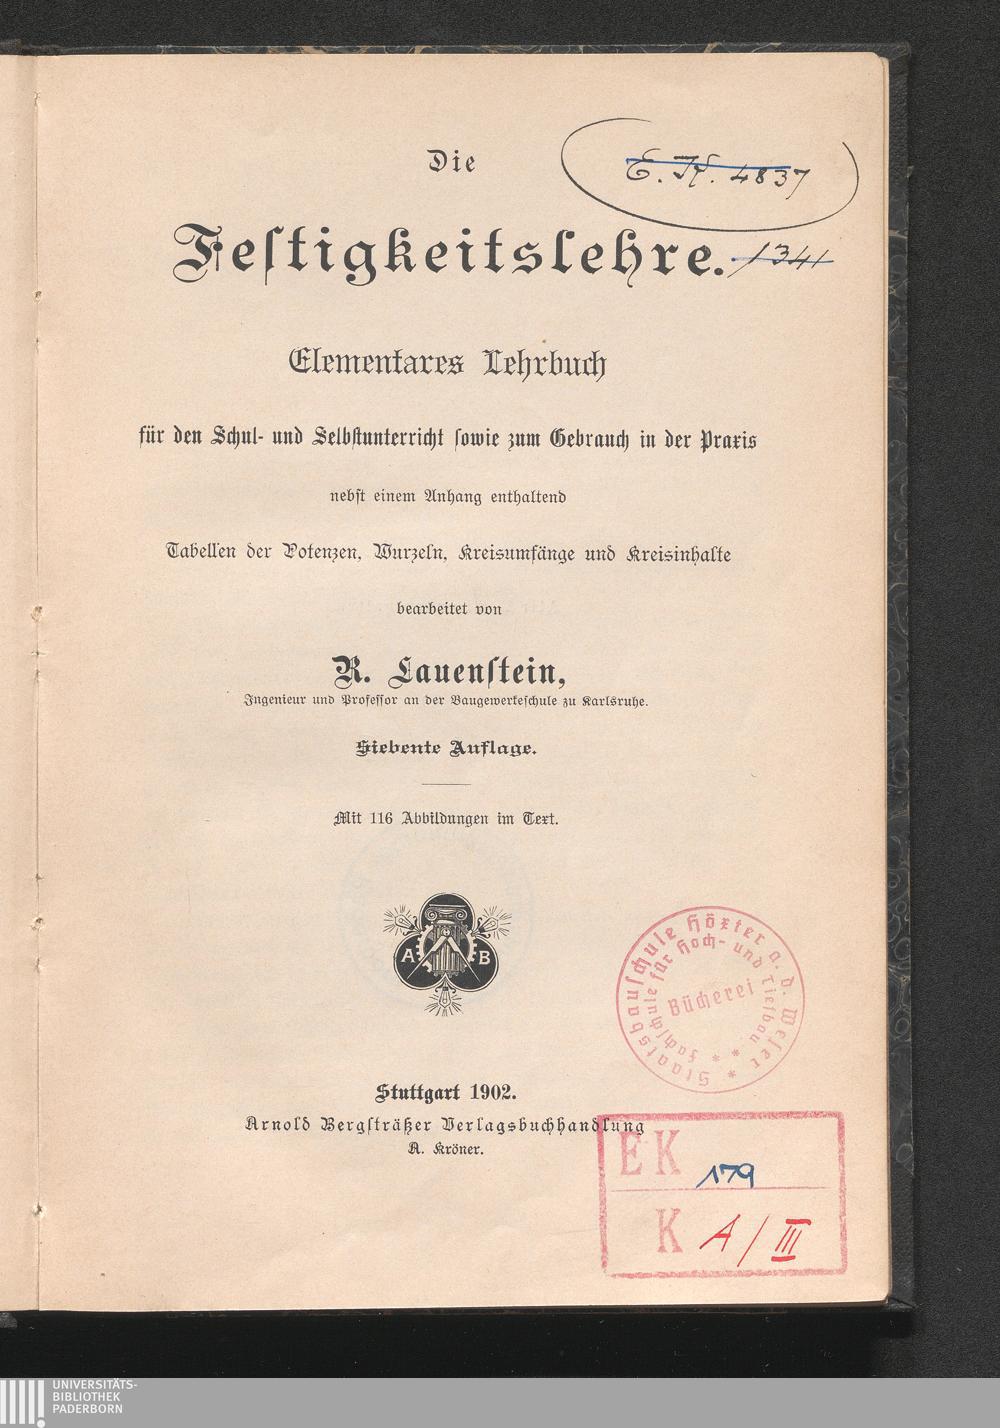 Die
E. K. 4837
Festigkeitslehre.
1341
Elementares Lehrbuch
für den Schul- und Selbstunterricht sowie zum Gebrauch in der Praxis
nebst einem Anhang enthaltend
Tabellen der Potenzen, Wurzeln, Kreisumfänge und Kreisinhalte
bearbeitet von
R. Lauenstein,
Ingenieur und Professor an der Baugewerkeschule zu Karlsruhe.
Siebente Auflage.
Mit 116 Abbildungen im Text.
A B
Staatsbauschule Höxter a. d. Weser
Fachschule für Hoch- und Tiefbau
Bücherei
Stuttgart 1902.
Arnold Bergsträßer Verlagsbuchhandlung
A. Kröner.
EK 179
K A/III
UNIVERSITÄTS-
BIBLIOTHEK
PADERBORN